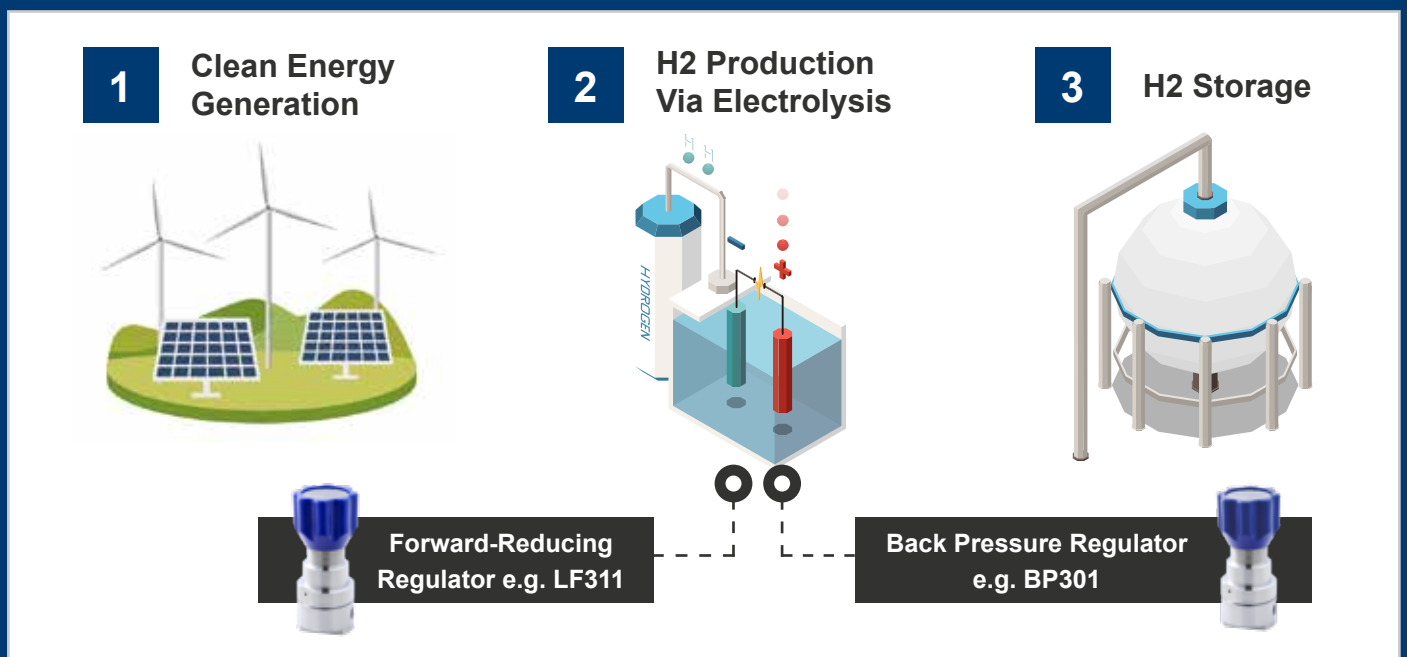 1
Clean Energy
Generation
2
H2 Production
Via Electrolysis
3
H2 Storage
H H
HYDROGEN
Forward-Reducing
Regulator e.g. LF311
Back Pressure Regulator
e.g. BP301